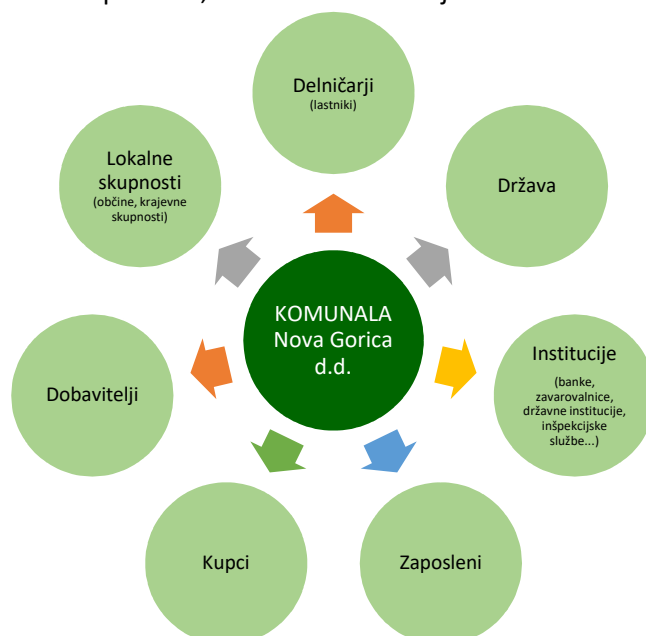 Delničarji
(lastniki)
Država
Institucije
(banke,
zavarovalnice,
državne institucije,
inšpekcijske
službe...)
Zaposleni
Kupci
Dobavitelji
Lokalne
skupnosti
(občine, krajevne
skupnosti)
KOMUNALA
Nova Gorica
d.d.